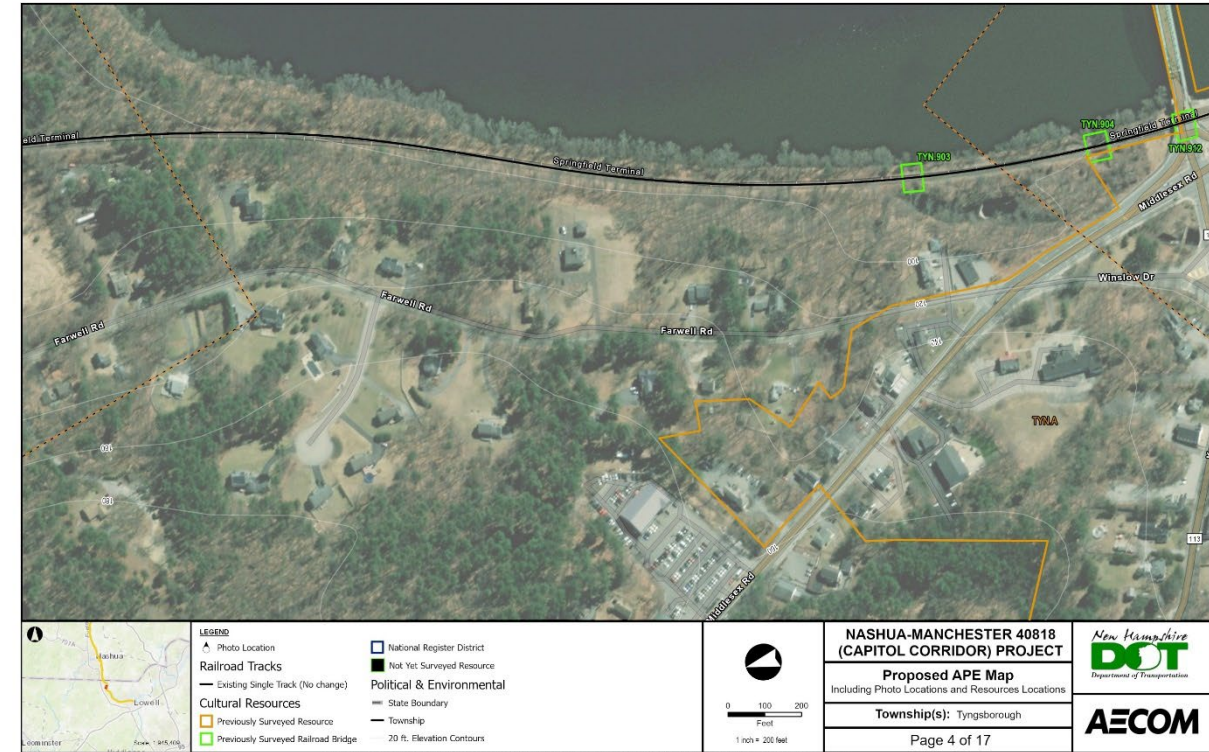 TYN.904
Springfield Terminal
TYN.903
TYN.912
Springfield Terminal
Middlesex Rd
100
Winslow Dr
Farwell Rd
Farwell Rd
Farwell Rd
120
TYN.A
113
Middlesex Rd
Nashua
Lowell
Leominster
LEGEND
Photo Location
Railroad Tracks
Existing Single Track (No change)
Cultural Resources
Previously Surveyed Resource
Previously Surveyed Railroad Bridge
National Register District
Not Yet Surveyed Resource
Political & Environmental
State Boundary
Township
20 ft. Elevation Contours
0 100 200
Feet
1 inch = 200 feet
NASHUA-MANCHESTER 40818
(CAPITOL CORRIDOR) PROJECT
Proposed APE Map
Including Photo Locations and Resources Locations
Township(s): Tyngsborough
Page 4 of 17
New Hampshire
DOT
Department of Transportation
AECOM